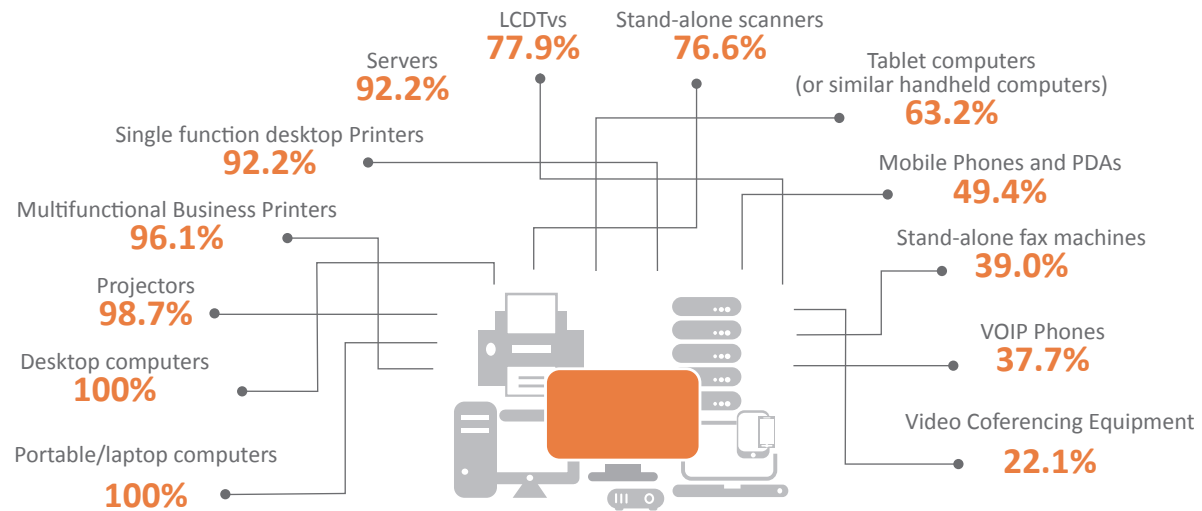 LCDTvs
77.9%
Stand-alone scanners
76.6%
Servers
92.2%
Tablet computers
(or similar handheld computers)
63.2%
Single function desktop Printers
92.2%
Mobile Phones and PDAs
49.4%
Multifunctional Business Printers
96.1%
Stand-alone fax machines
39.0%
Projectors
98.7%
VOIP Phones
37.7%
Desktop computers
100%
Video Coferencing Equipment
22.1%
Portable/laptop computers
100%